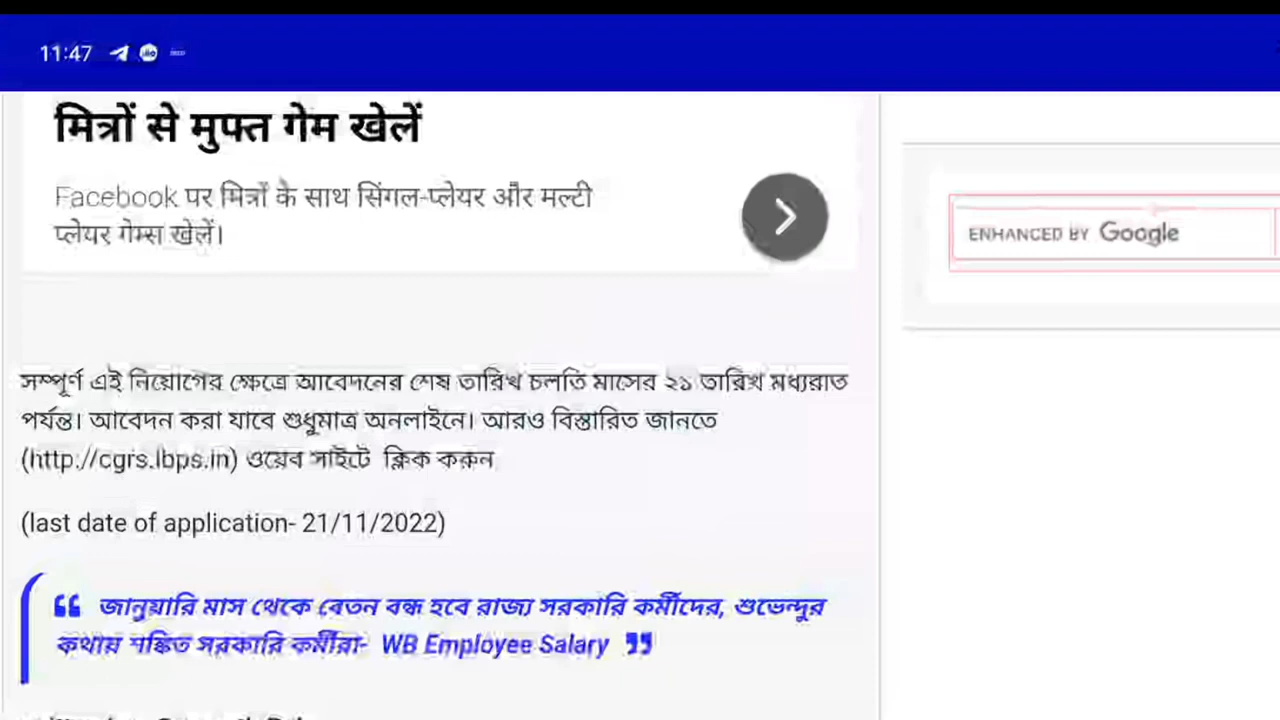 11:47
मित्रों से मुफ्त गेम खेलें
Facebook पर मित्रों के साथ सिंगल-प्लेयर और मल्टी
प्लेयर गेम्स खेलें।
ENHANCED BY Google
সম্পূর্ণ এই নিয়োগের ক্ষেত্রে আবেদনের শেষ তারিখ চলতি মাসের ২১ তারিখ মধ্যরাত
পর্যন্ত। আবেদন করা যাবে শুধুমাত্র অনলাইনে। আরও বিস্তারিত জানতে
(http://cgrs.ibps.in) ওয়েব সাইটে ক্লিক করুন
(last date of application- 21/11/2022)
“ জানুয়ারি মাস থেকে বেতন বন্ধ হবে রাজ্য সরকারি কর্মীদের, শুভেন্দুর
কথায় শঙ্কিত সরকারি কর্মীরা- WB Employee Salary ”